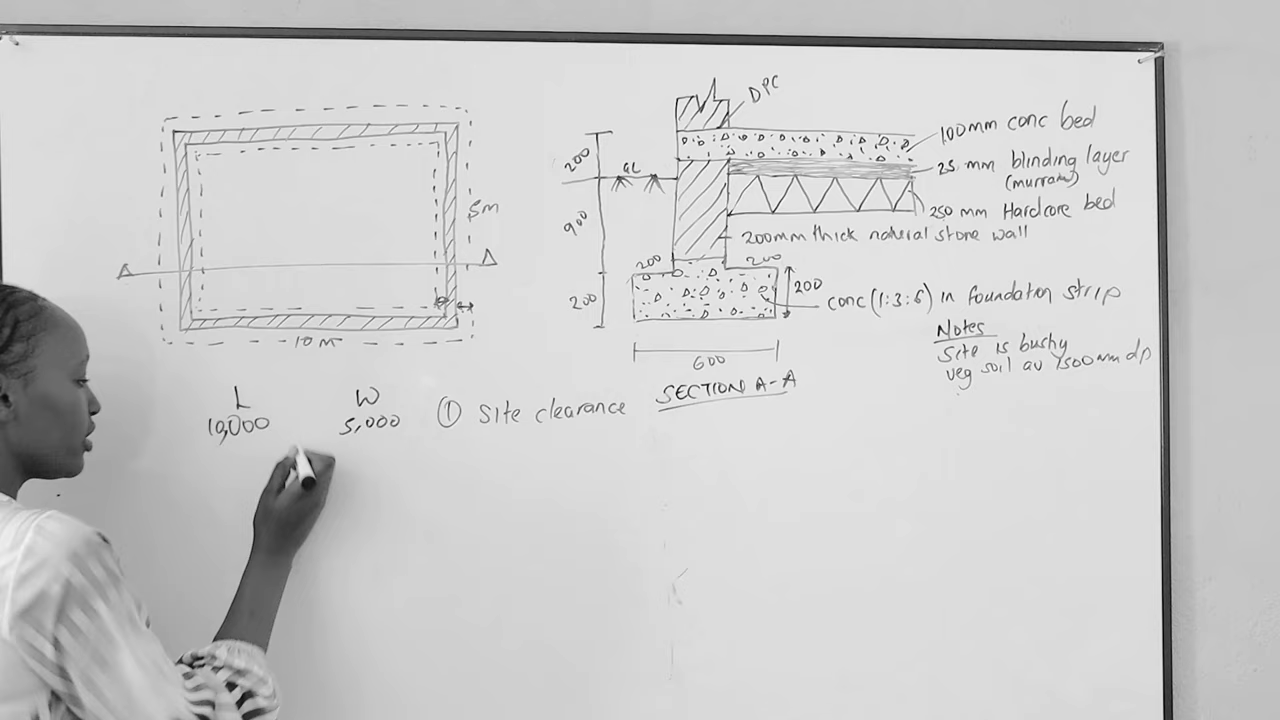 DPC
100mm conc bed
25 mm blinding layer
200
GL
250 mm Hardcore bed
5m
900
200mm thick natural stone wall
200
200
200
200
conc (1:3:6) in foundation strip
10 M
Notes
Site is bushy
600
veg soil av 1500mm dp
SECTION A-A
L
W
① Site clearance
10,000
5,000